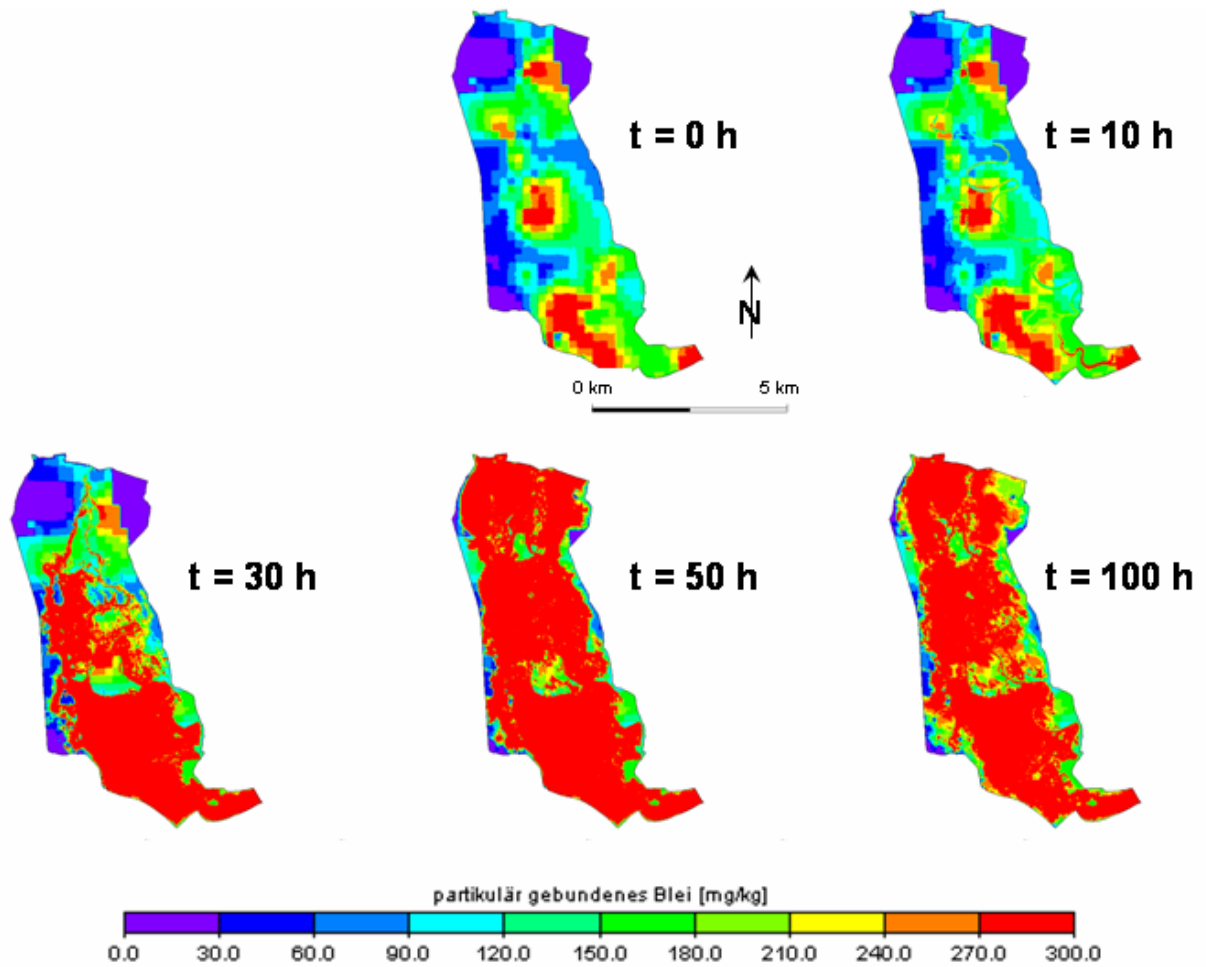 t = 0 h
t = 10 h
N
0 km 5 km
t = 30 h
t = 50 h
t = 100 h
partikulär gebundenes Blei [mg/kg]
0.0 30.0 60.0 90.0 120.0 150.0 180.0 210.0 240.0 270.0 300.0